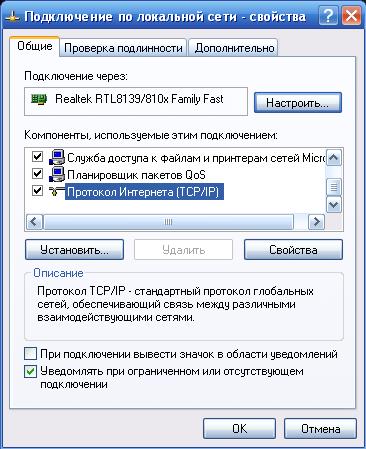 Подключение по локальной сети - свойства
Общие
Проверка подлинности
Дополнительно
Подключение через:
Realtek RTL8139/810x Family Fast
Настроить...
Компоненты, используемые этим подключением:
Служба доступа к файлам и принтерам сетей Micro
Планировщик пакетов QoS
Протокол Интернета (TCP/IP)
Установить...
Удалить
Свойства
Описание
Протокол TCP/IP - стандартный протокол глобальных
сетей, обеспечивающий связь между различными
взаимодействующими сетями.
При подключении вывести значок в области уведомлений
Уведомлять при ограниченном или отсутствующем
подключении
OK
Отмена